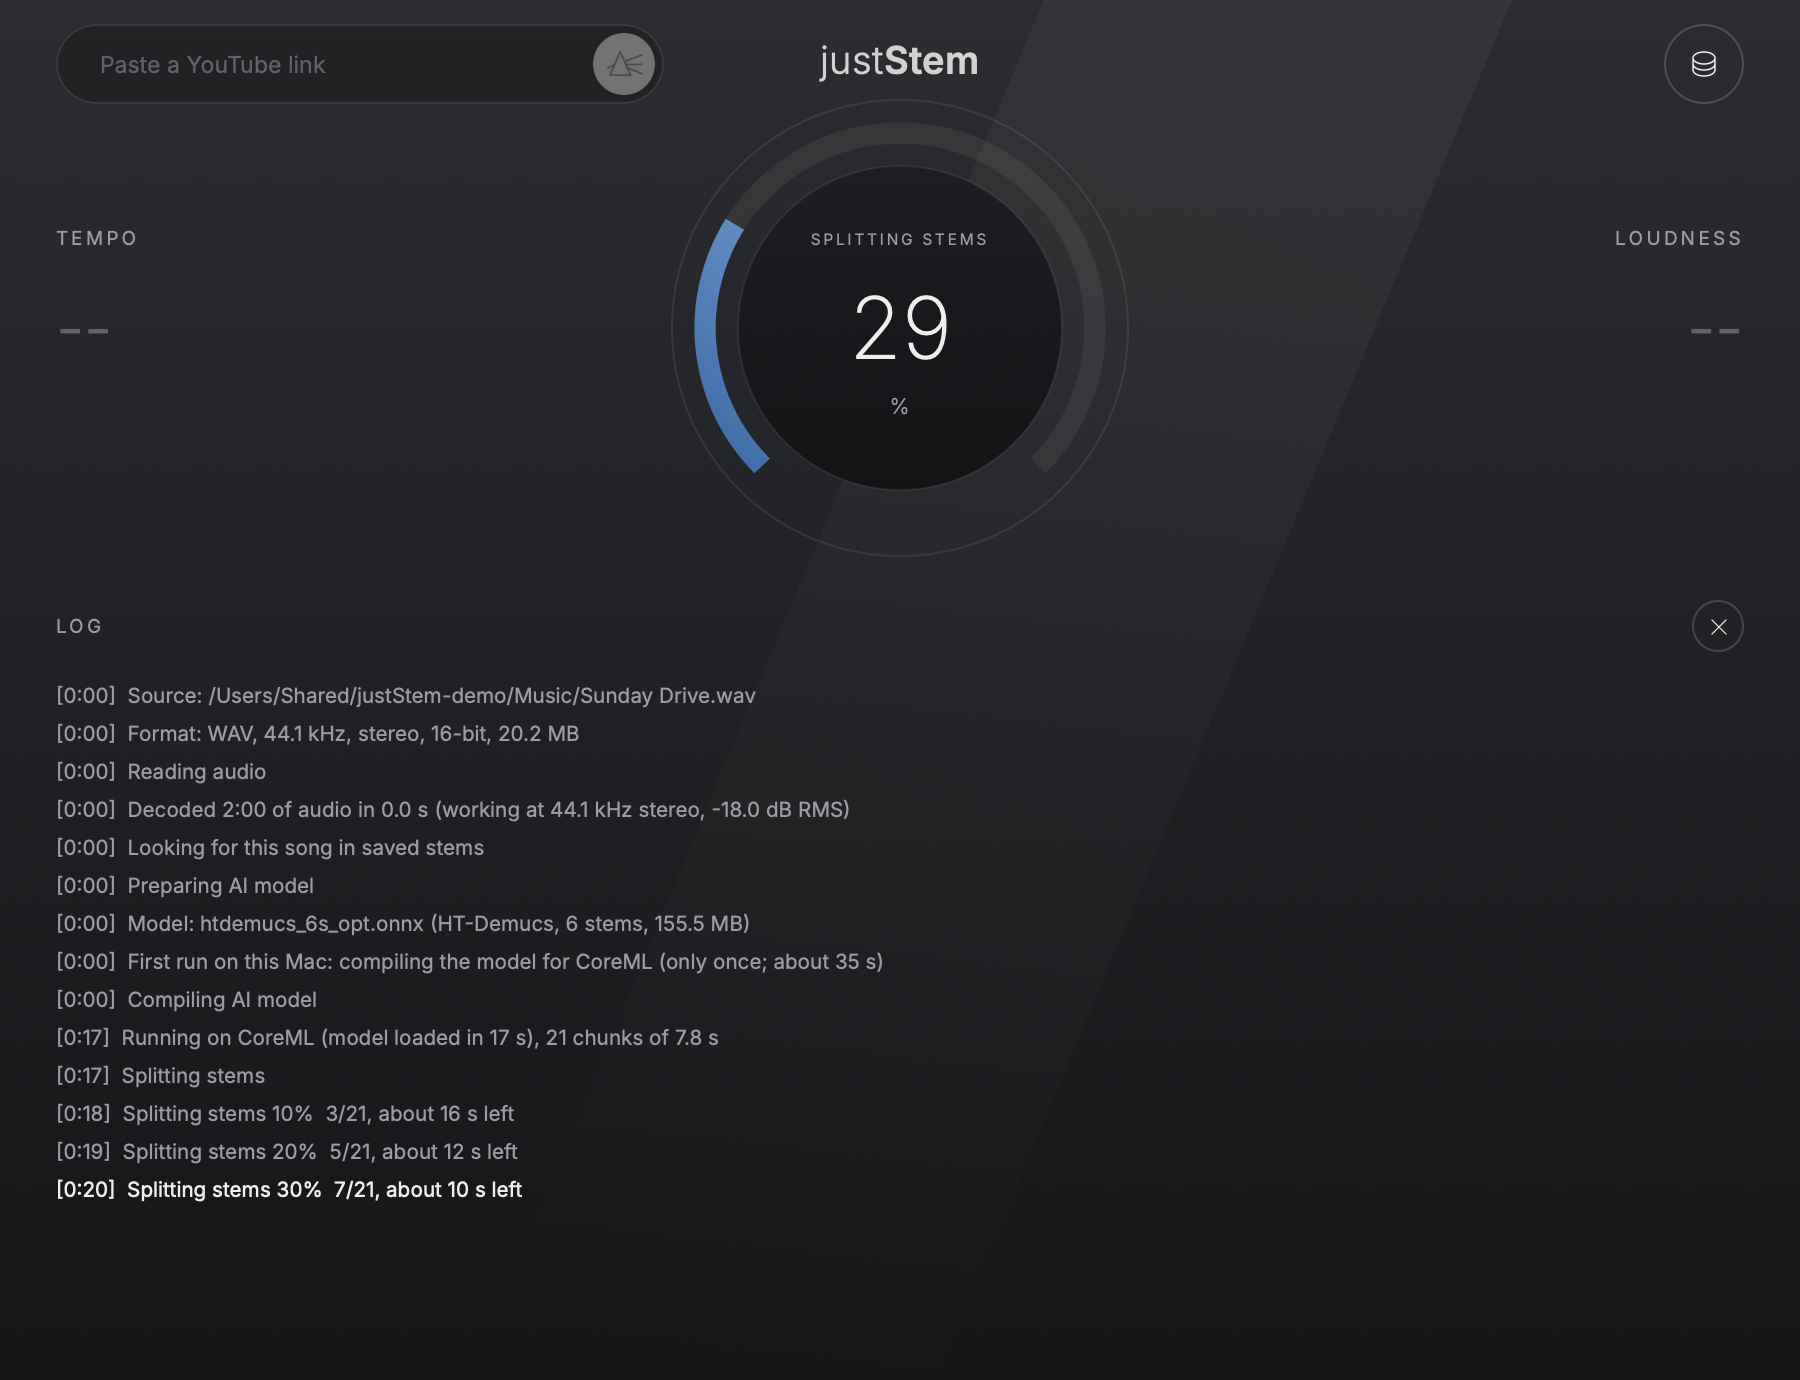 Paste a YouTube link
justStem
TEMPO
LOUDNESS
SPLITTING STEMS
29
%
--
--
LOG
[0:00] Source: /Users/Shared/justStem-demo/Music/Sunday Drive.wav
[0:00] Format: WAV, 44.1 kHz, stereo, 16-bit, 20.2 MB
[0:00] Reading audio
[0:00] Decoded 2:00 of audio in 0.0 s (working at 44.1 kHz stereo, -18.0 dB RMS)
[0:00] Looking for this song in saved stems
[0:00] Preparing AI model
[0:00] Model: htdemucs_6s_opt.onnx (HT-Demucs, 6 stems, 155.5 MB)
[0:00] First run on this Mac: compiling the model for CoreML (only once; about 35 s)
[0:00] Compiling AI model
[0:17] Running on CoreML (model loaded in 17 s), 21 chunks of 7.8 s
[0:17] Splitting stems
[0:18] Splitting stems 10%  3/21, about 16 s left
[0:19] Splitting stems 20%  5/21, about 12 s left
[0:20] Splitting stems 30%  7/21, about 10 s left